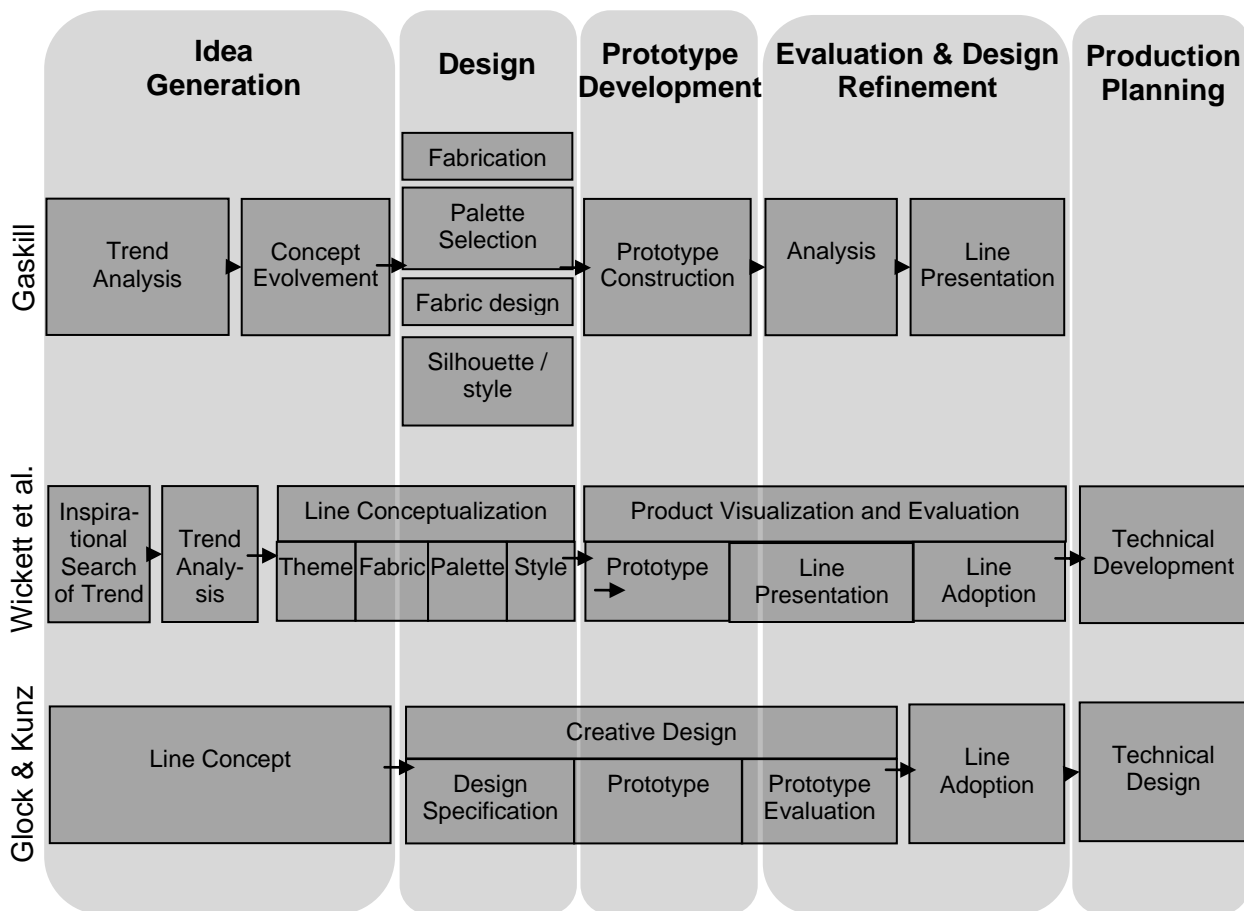 Idea
Generation
Design
Prototype
Development
Evaluation & Design
Refinement
Production
Planning
Gaskill
Trend
Analysis
Concept
Evolvement
Fabrication
Palette
Selection
Fabric design
Silhouette /
style
Prototype
Construction
Analysis
Line
Presentation
Wickett et al.
Inspira-
tional
Search
of Trend
Trend
Analy-
sis
Line Conceptualization
Theme
Fabric
Palette
Style
Product Visualization and Evaluation
Prototype
Line
Presentation
Line
Adoption
Technical
Development
Glock & Kunz
Line Concept
Creative Design
Design
Specification
Prototype
Prototype
Evaluation
Line
Adoption
Technical
Design